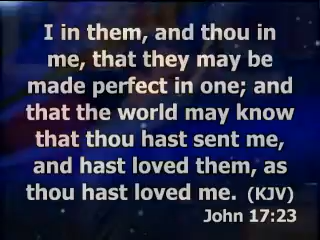 I in them, and thou in
me, that they may be
made perfect in one; and
that the world may know
that thou hast sent me,
and hast loved them, as
thou hast loved me. (KJV)
John 17:23